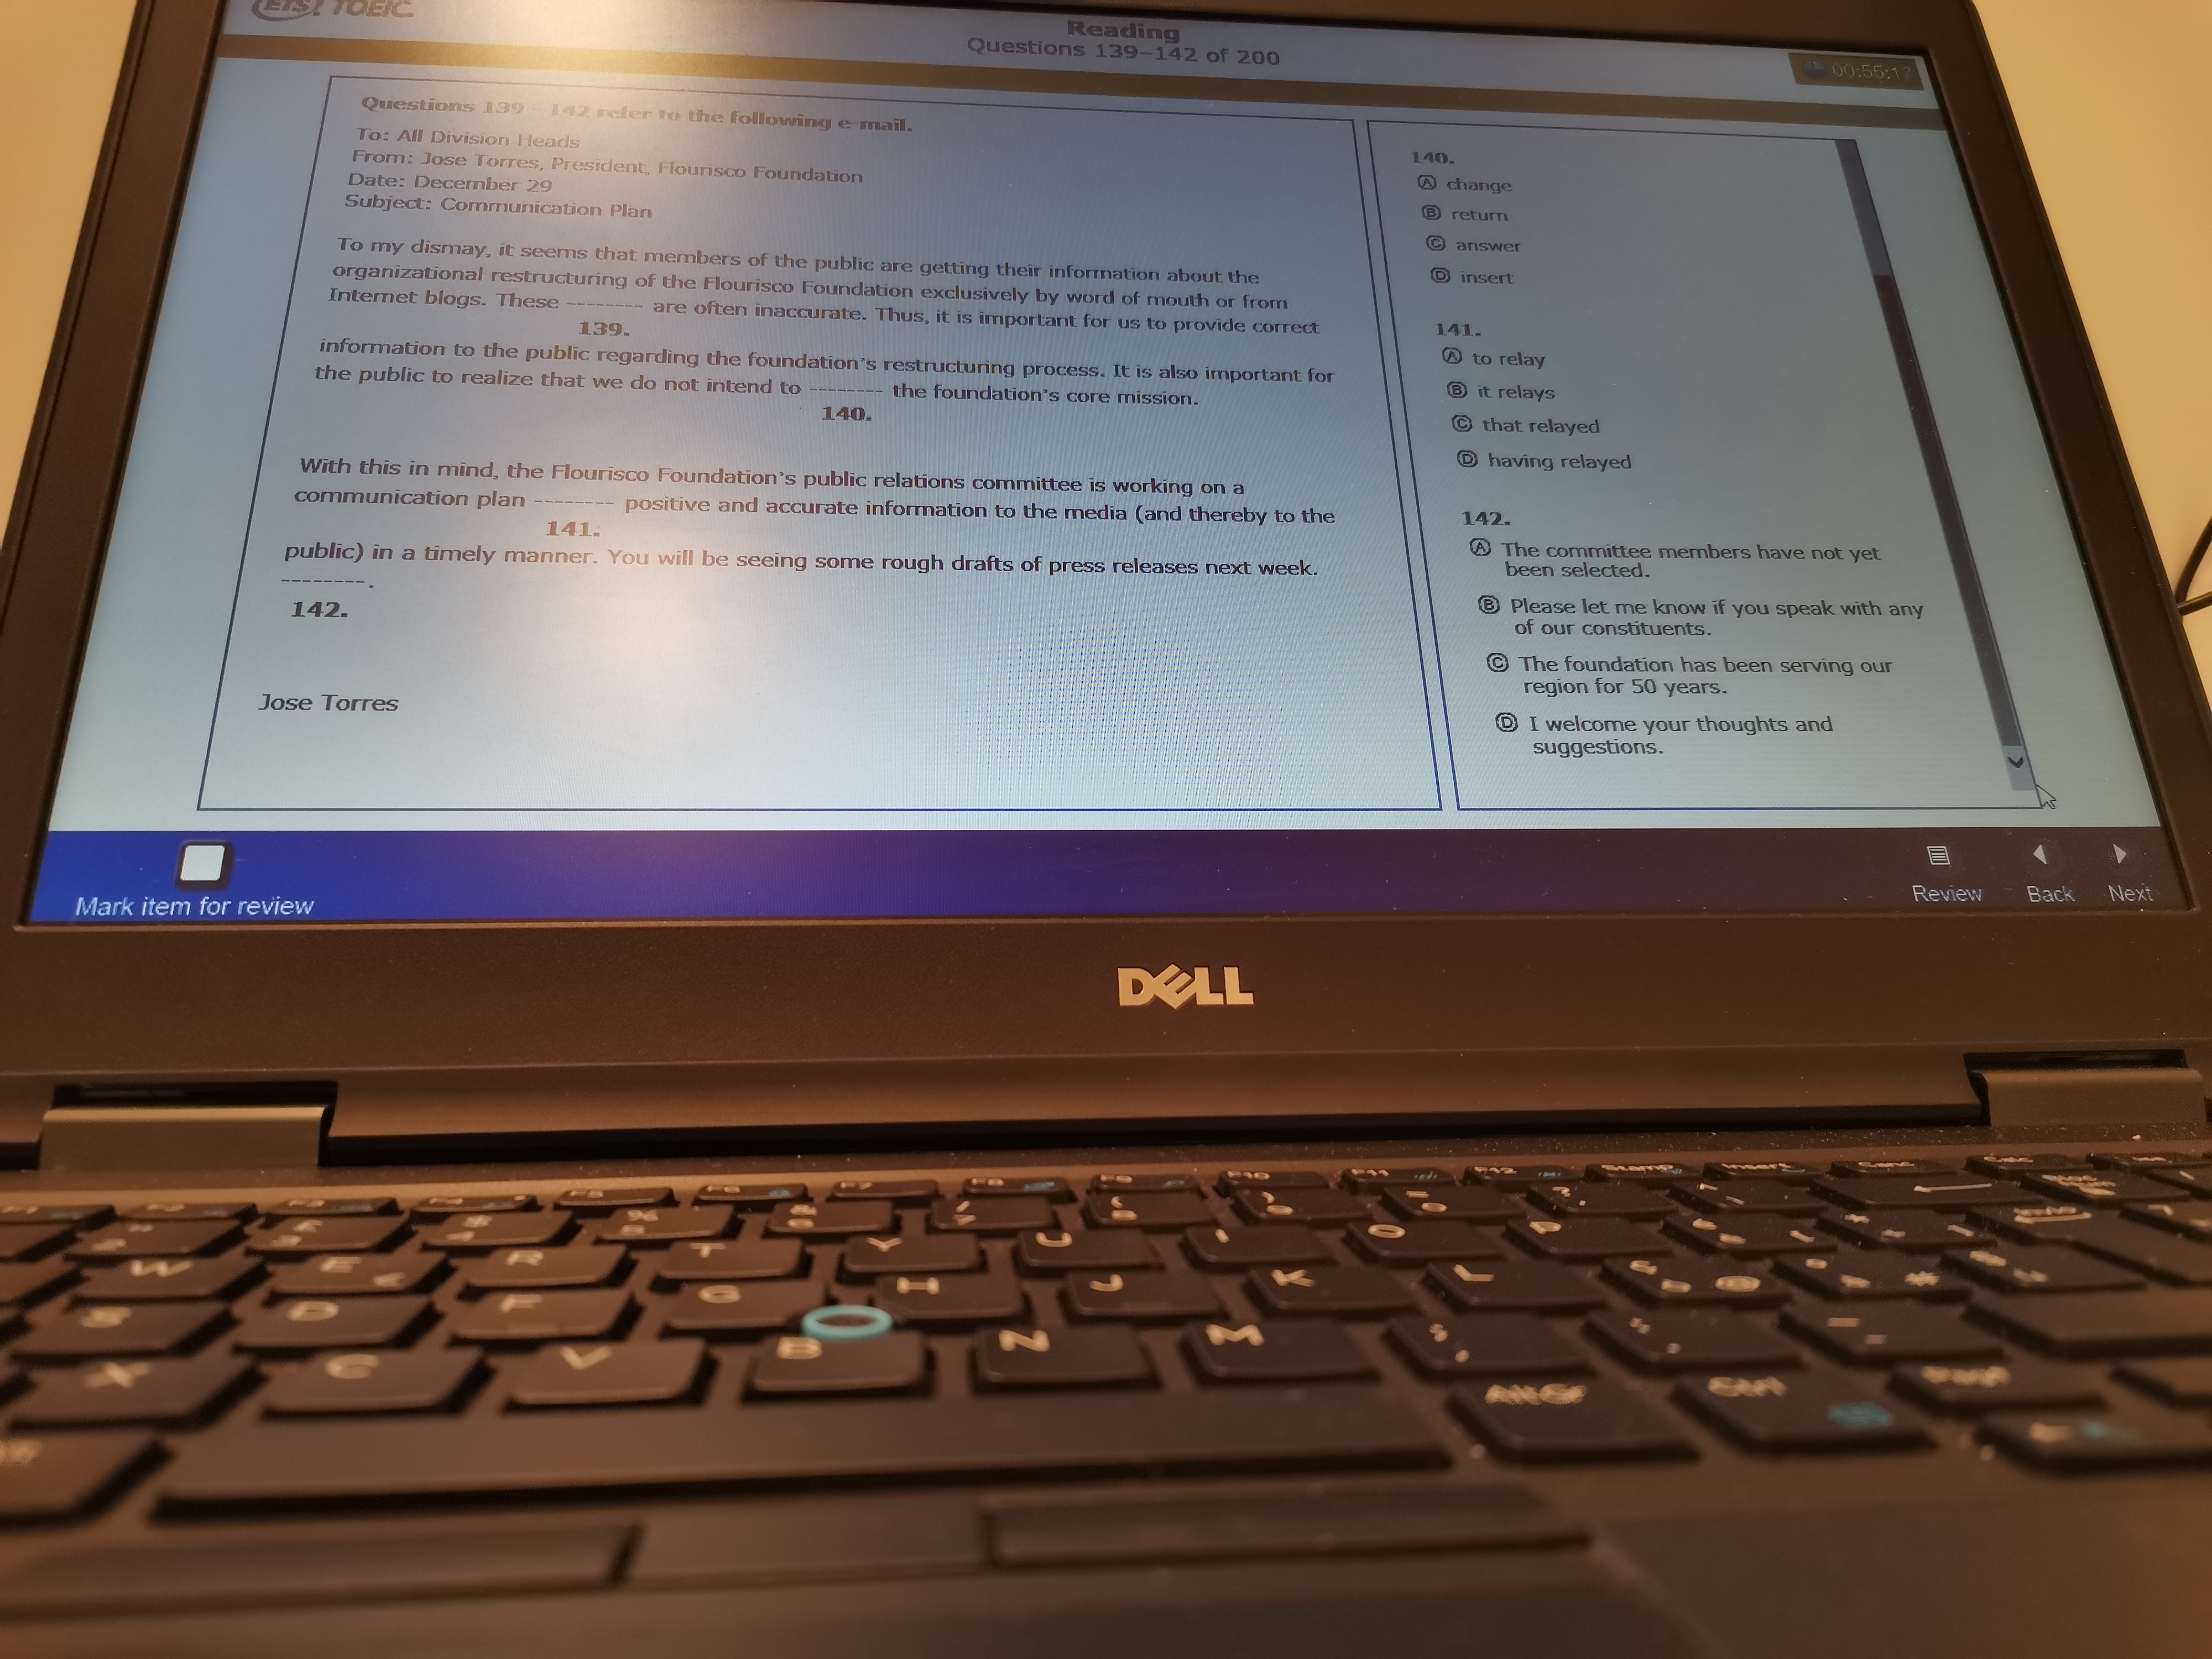 ETS TOEIC
Reading
Questions 139-142 of 200
Questions 139 - 142 refer to the following e-mail.
To: All Division Heads
From: Jose Torres, President, Flourisco Foundation
Date: December 29
Subject: Communication Plan
To my dismay, it seems that members of the public are getting their information about the
organizational restructuring of the Flourisco Foundation exclusively by word of mouth or from
Internet blogs. These -------- are often inaccurate. Thus, it is important for us to provide correct
139.
information to the public regarding the foundation's restructuring process. It is also important for
the public to realize that we do not intend to -------- the foundation's core mission.
140.
With this in mind, the Flourisco Foundation's public relations committee is working on a
communication plan -------- positive and accurate information to the media (and thereby to the
141.
public) in a timely manner. You will be seeing some rough drafts of press releases next week.
--------.
142.
Jose Torres
140.
A change
B return
C answer
D insert
141.
A to relay
B it relays
C that relayed
D having relayed
142.
A The committee members have not yet
been selected.
B Please let me know if you speak with any
of our constituents.
C The foundation has been serving our
region for 50 years.
D I welcome your thoughts and
suggestions.
Mark item for review
Review
Back
Next
DELL
W E R T Y U I O P
S D F G H J K L
X C V B N M
Alt Gr
Ctrl